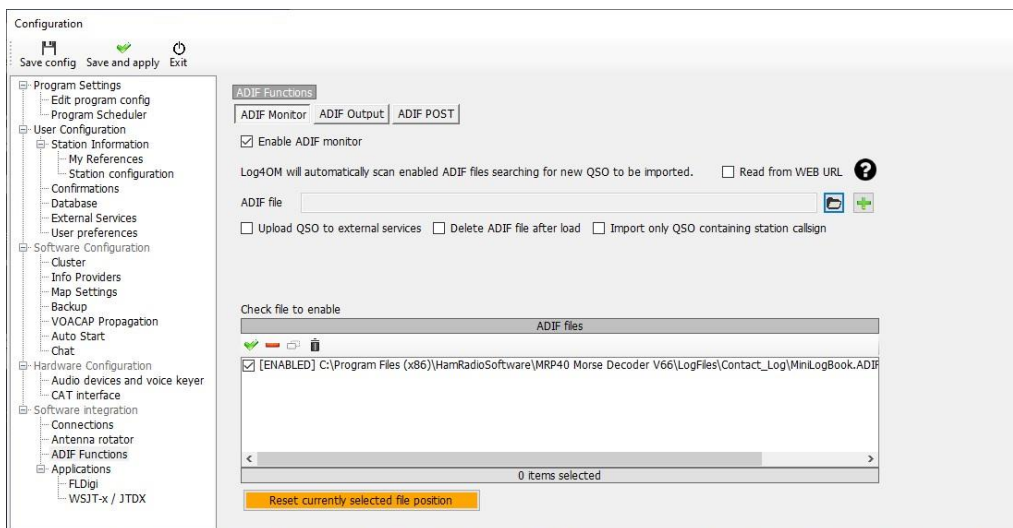 Configuration
Save config Save and apply Exit
Program Settings
Edit program config
Program Scheduler
User Configuration
Station Information
My References
Station configuration
Confirmations
Database
External Services
User preferences
Software Configuration
Cluster
Info Providers
Map Settings
Backup
VOACAP Propagation
Auto Start
Chat
Hardware Configuration
Audio devices and voice keyer
CAT interface
Software integration
Connections
Antenna rotator
ADIF Functions
Applications
FLDigi
WSJT-x / JTDX
ADIF Functions
ADIF Monitor ADIF Output ADIF POST
Enable ADIF monitor
Log4OM will automatically scan enabled ADIF files searching for new QSO to be imported. Read from WEB URL ?
ADIF file
Upload QSO to external services Delete ADIF file after load Import only QSO containing station callsign
Check file to enable
ADIF files
[ENABLED] C:\Program Files (x86)\HamRadioSoftware\MRP40 Morse Decoder V66\LogFiles\Contact_Log\MiniLogBook.ADIF
0 items selected
Reset currently selected file position